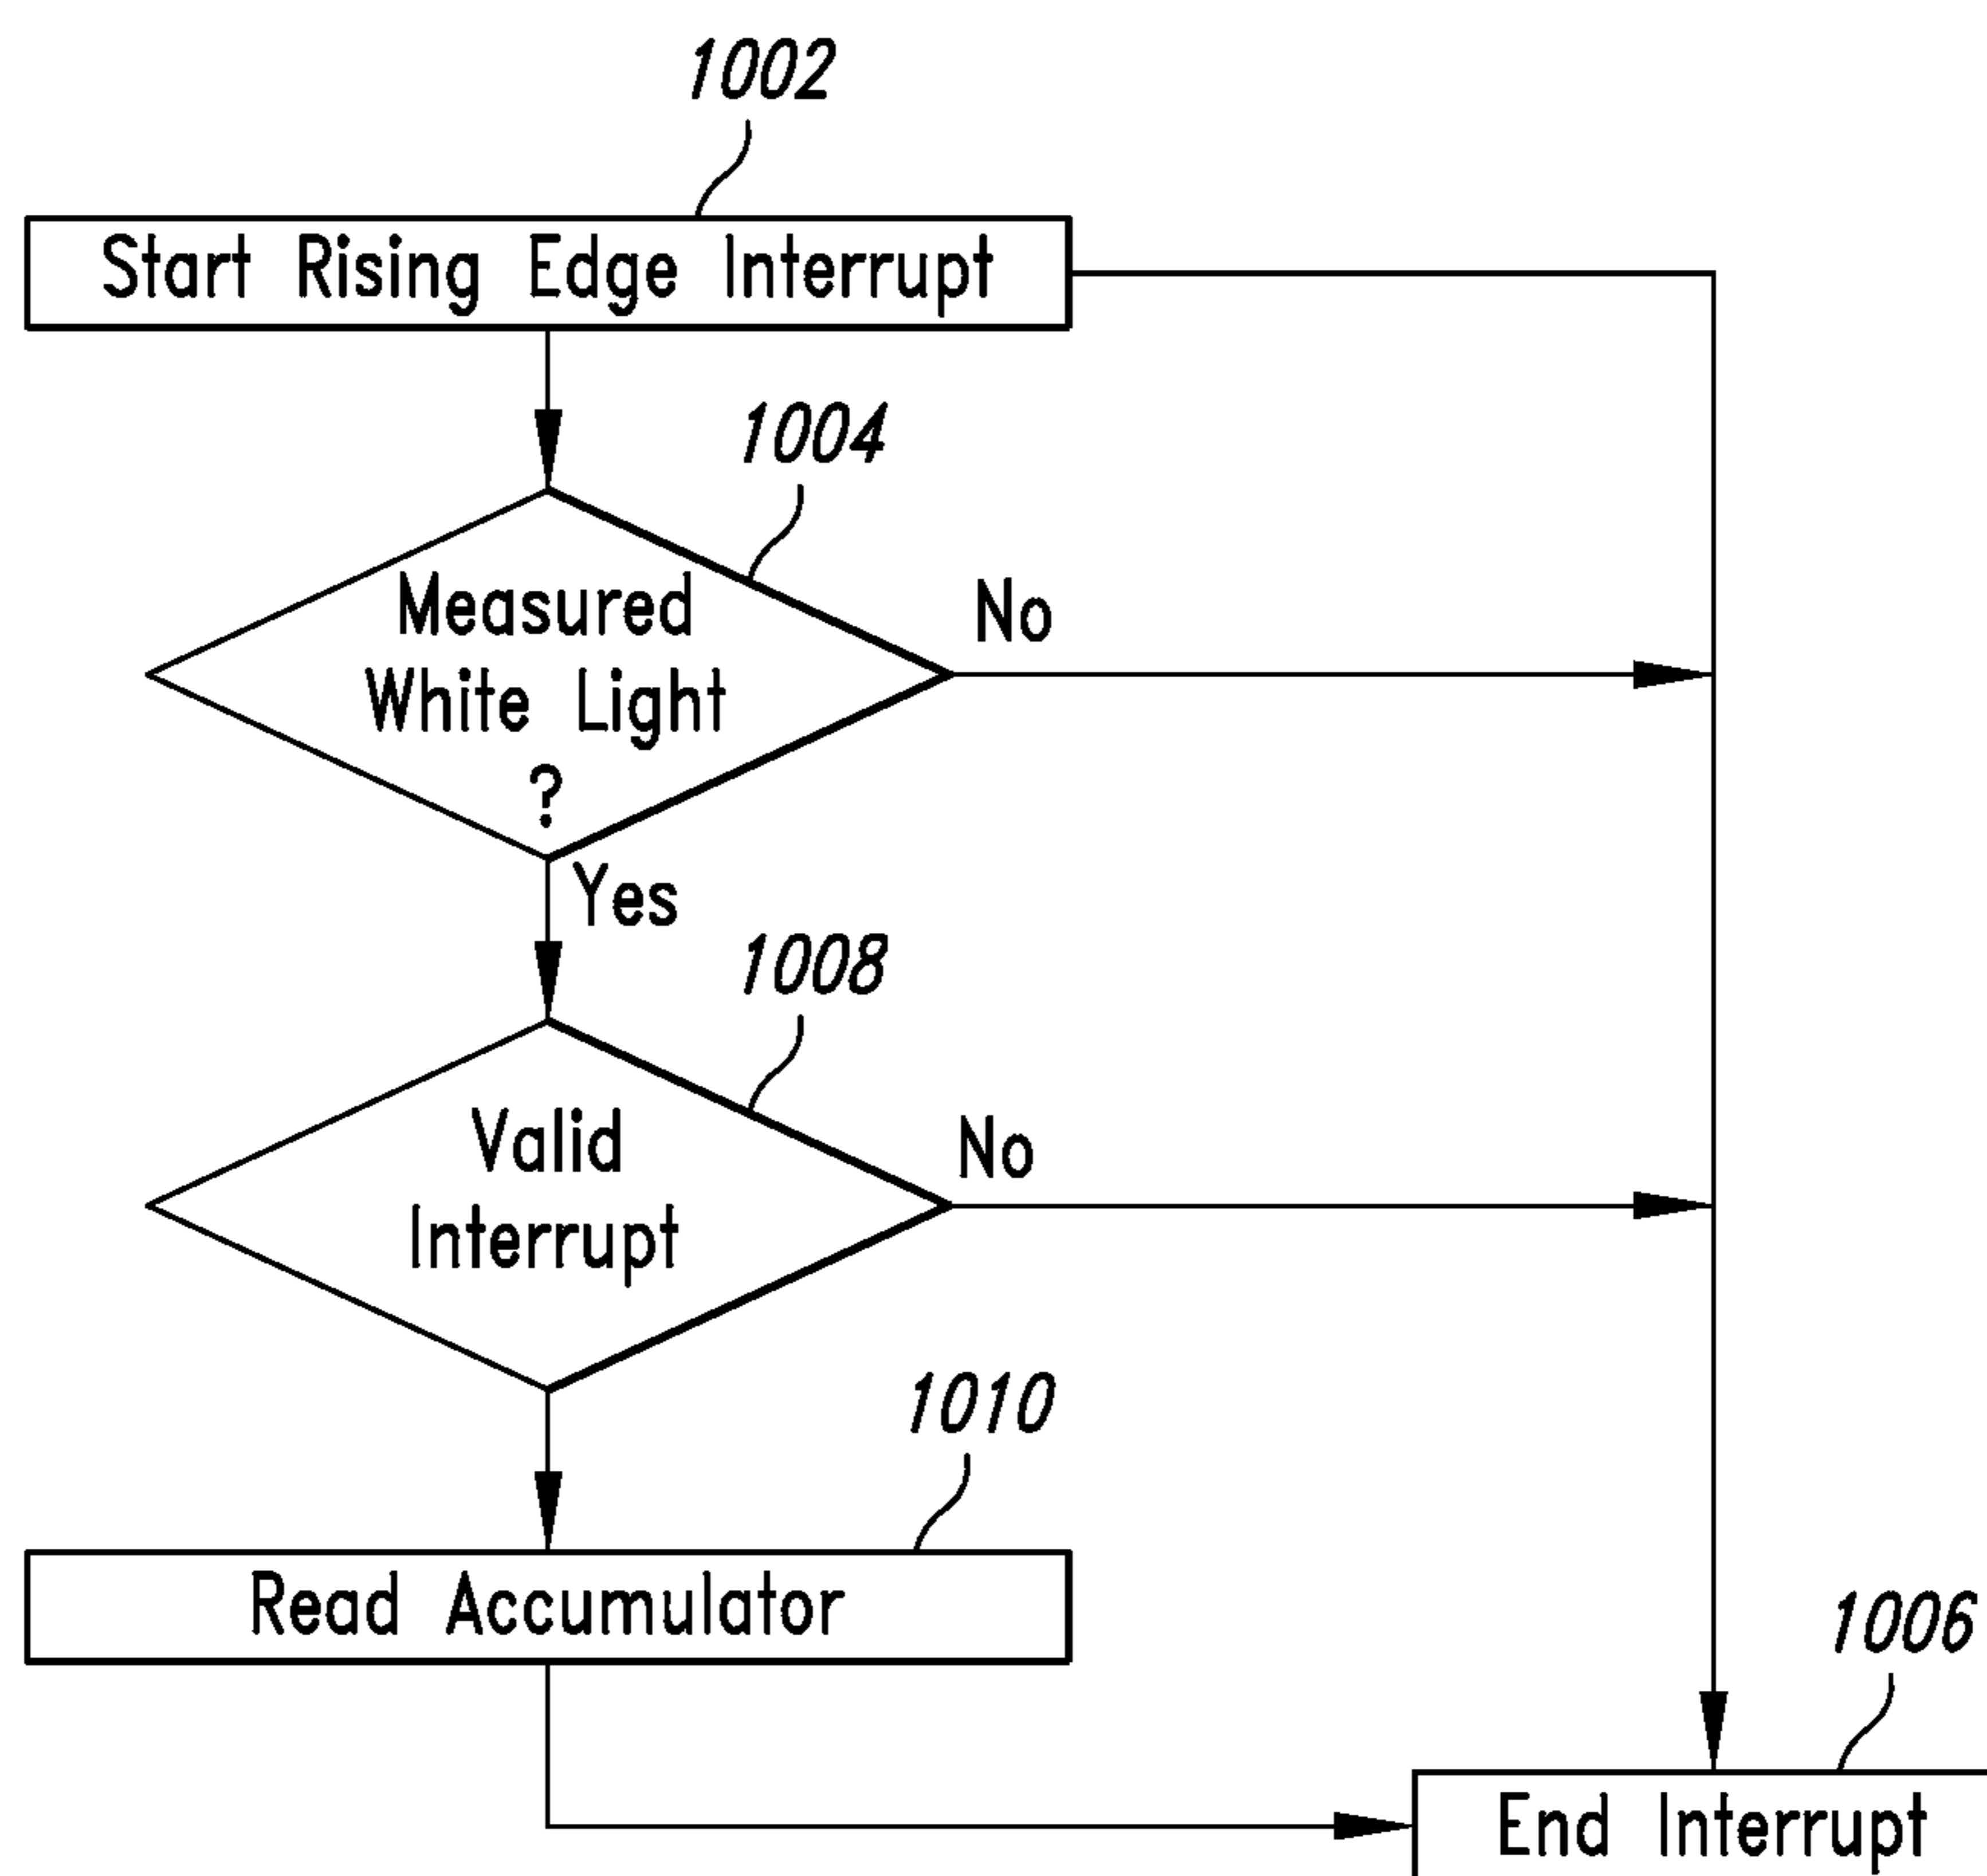 1002
Start Rising Edge Interrupt
1004
Measured
White Light
?
No
Yes
1008
Valid
Interrupt
No
1010
Read Accumulator
1006
End Interrupt